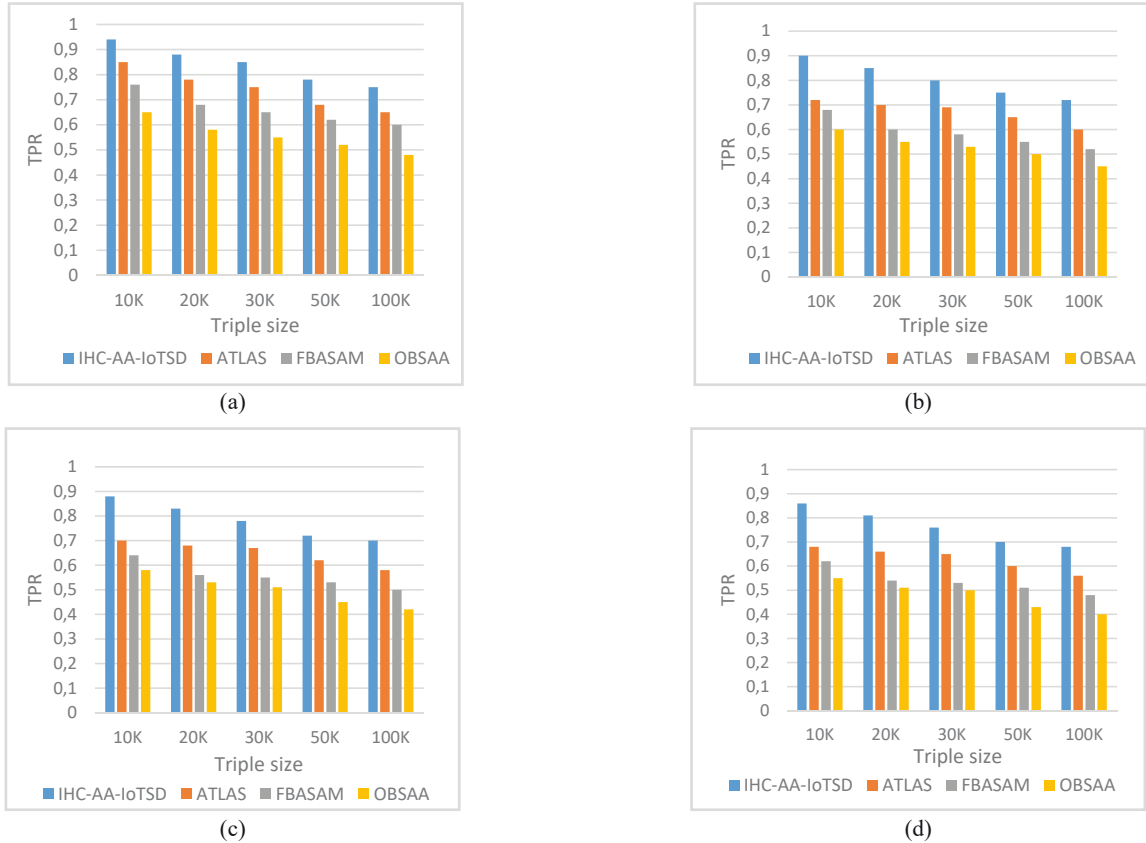 1
0,9
0,8
0,7
0,6
0,5
0,4
0,3
0,2
0,1
0
TPR
10K 20K 30K 50K 100K
Triple size
IHC-AA-IoTSD ATLAS FBASAM OBSAA
(a)
1
0,9
0,8
0,7
0,6
0,5
0,4
0,3
0,2
0,1
0
TPR
10K 20K 30K 50K 100K
Triple size
IHC-AA-IoTSD ATLAS FBASAM OBSAA
(b)
1
0,9
0,8
0,7
0,6
0,5
0,4
0,3
0,2
0,1
0
TPR
10K 20K 30K 50K 100K
Triple size
IHC-AA-IoTSD ATLAS FBASAM OBSAA
(c)
1
0,9
0,8
0,7
0,6
0,5
0,4
0,3
0,2
0,1
0
TPR
10K 20K 30K 50K 100K
Triple size
IHC-AA-IoTSD ATLAS FBASAM OBSAA
(d)